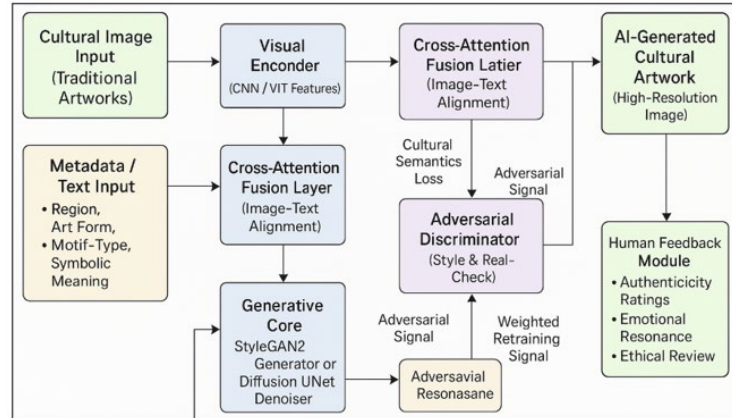 Cultural Image
Input
(Traditional
Artworks)
Visual
Enconder
(CNN / VIT Features)
Cross-Attention
Fusion Latier
(Image-Text
Alignment)
AI-Generated
Cultural
Artwork
(High-Resolution
Image)
Metadata /
Text Input
• Region,
Art Form,
• Motif-Type,
Symbolic
Meaning
Cross-Attention
Fusion Layer
(Image-Text
Alignment)
Cultural
Semantics
Loss
Adversarial
Signal
Adversarial
Discriminator
(Style & Real-
Check)
Human Feedback
Module
• Authenticicity
Ratings
• Emotional
Resonance
• Ethical Review
Generative
Core
StyleGAN2
Generator or
Diffusion UNet
Denoiser
Adversarial
Signal
Weighted
Retraining
Signal
Adversavial
Resonasane